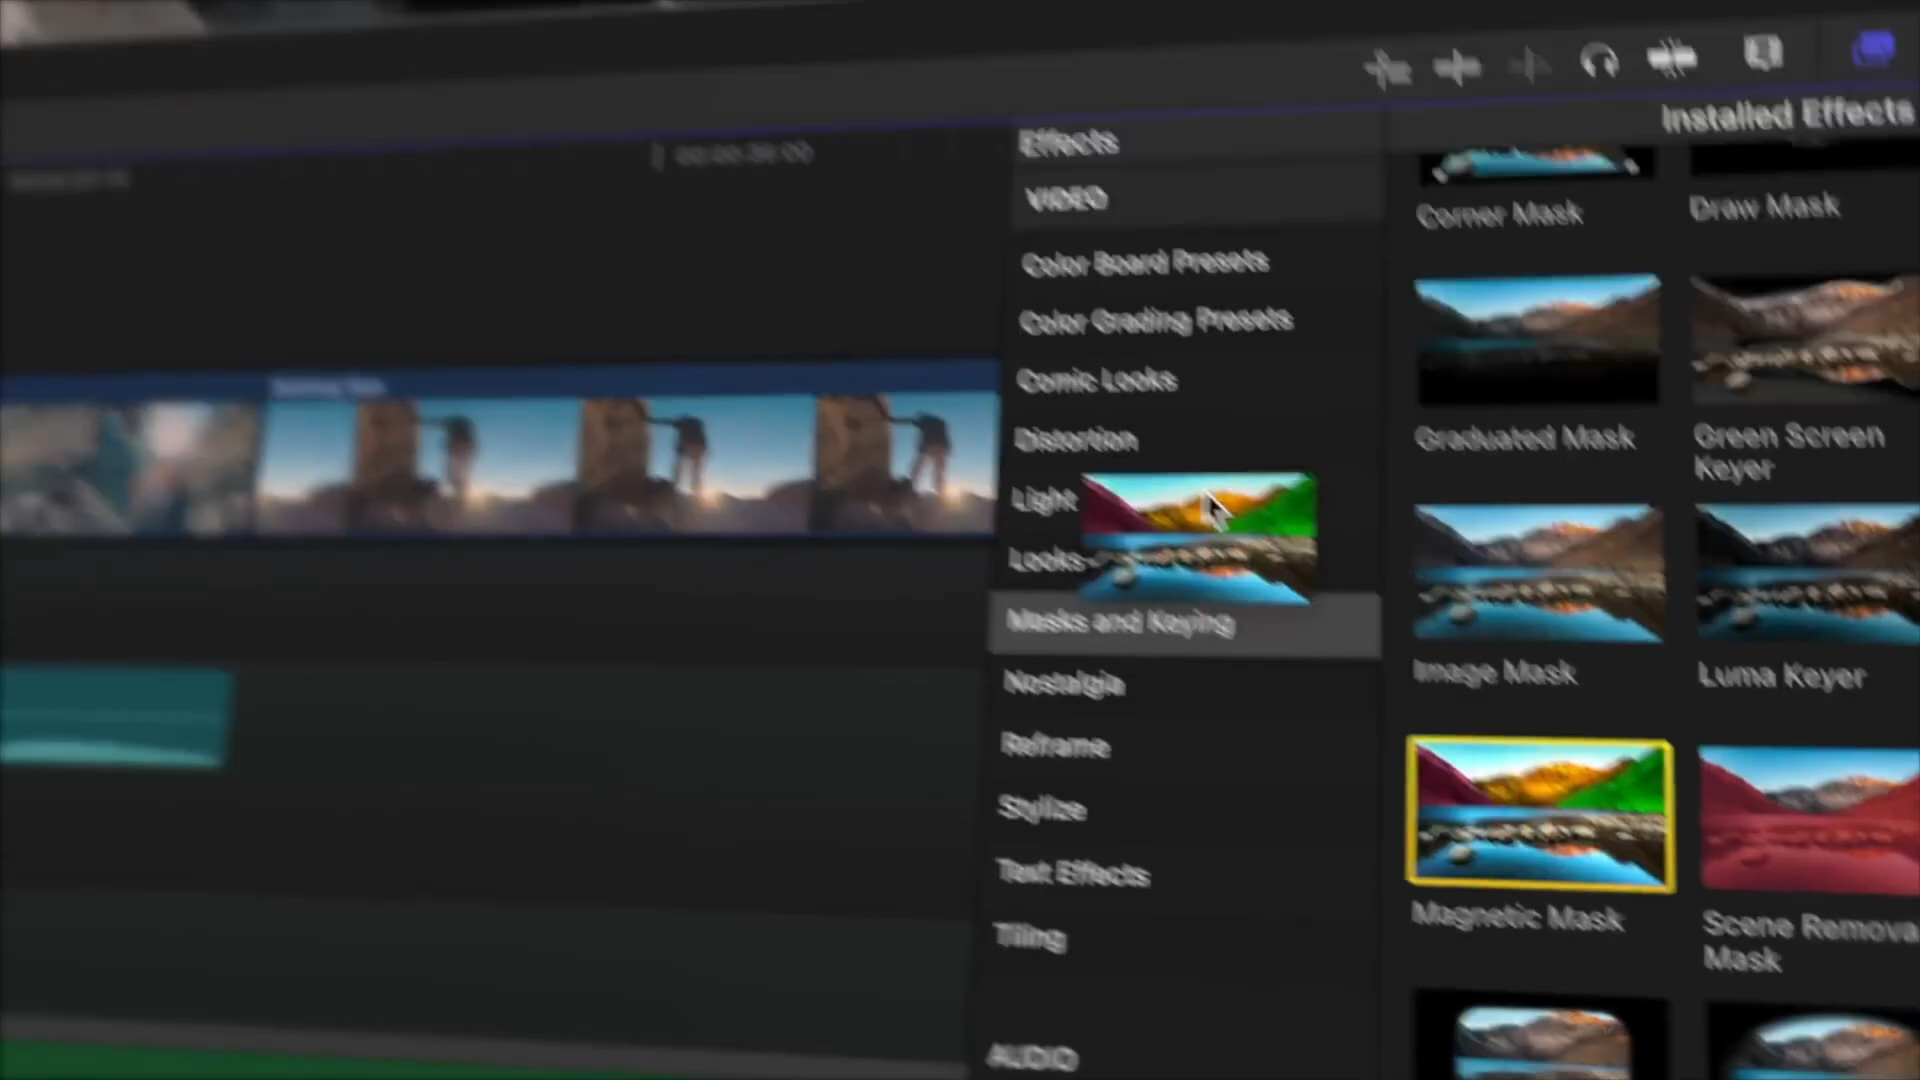 Installed Effects
Effects
VIDEO
Color Board Presets
Color Grading Presets
Comic Looks
Distortion
Light
Looks
Masks and Keying
Nostalgia
Reframe
Stylize
Text Effects
Tiling
AUDIO
Corner Mask
Draw Mask
Graduated Mask
Green Screen
Keyer
Image Mask
Luma Keyer
Magnetic Mask
Scene Remova
Mask